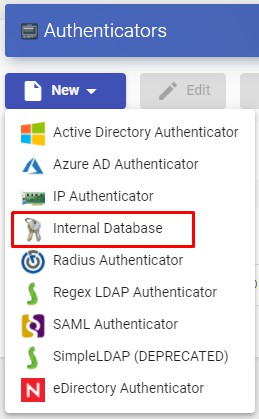 Authenticators
New
Edit
Active Directory Authenticator
Azure AD Authenticator
IP Authenticator
Internal Database
Radius Authenticator
Regex LDAP Authenticator
SAML Authenticator
SimpleLDAP (DEPRECATED)
eDirectory Authenticator